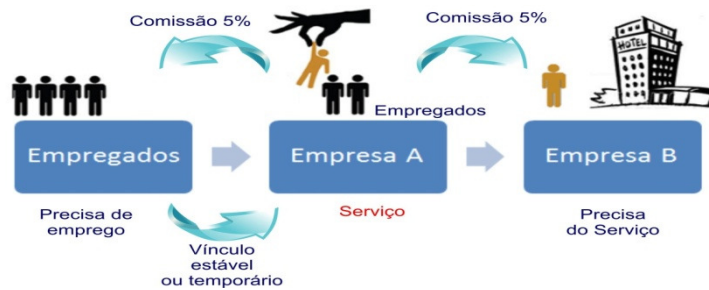 Comissão 5%
Comissão 5%
HOTEL
Empregados
Empregados
Empresa A
Empresa B
Precisa de
emprego
Serviço
Precisa
do Serviço
Vínculo
estável
ou temporário